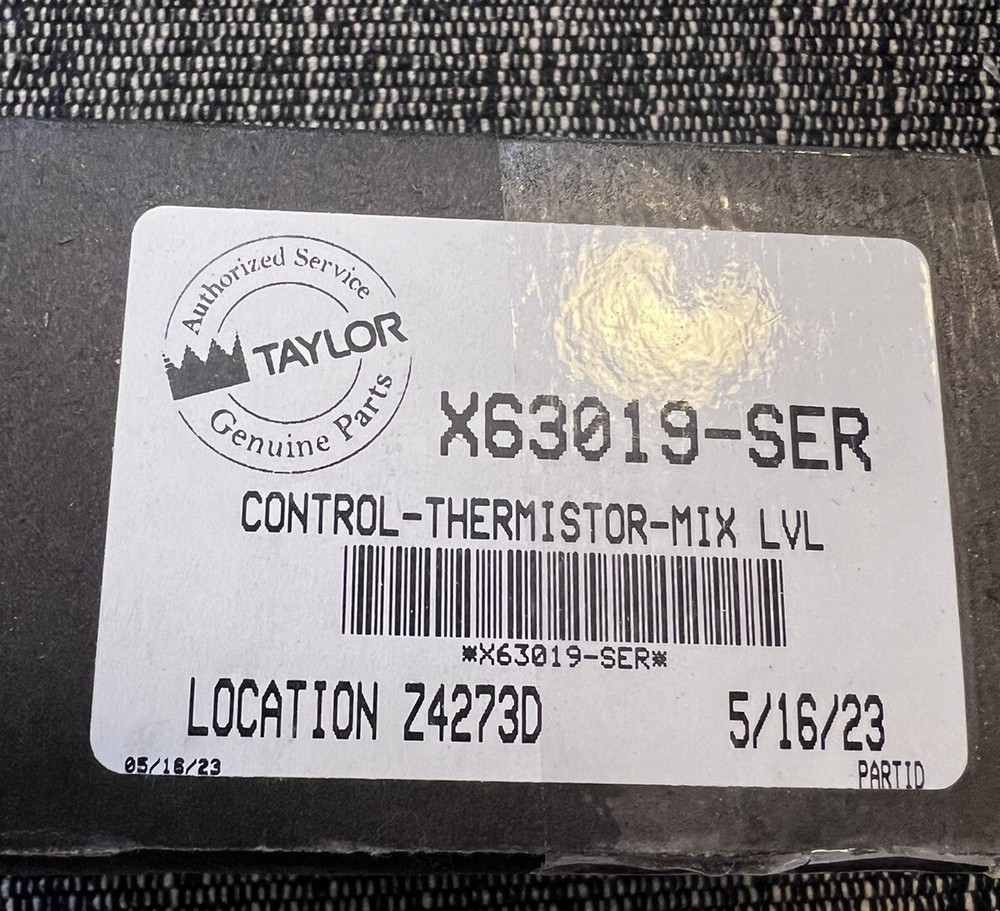 Authorized Service
TAYLOR
Genuine Parts
X63019-SER
CONTROL-THERMISTOR-MIX LVL
*X63019-SER*
LOCATION Z4273D
5/16/23
05/16/23
PARTID